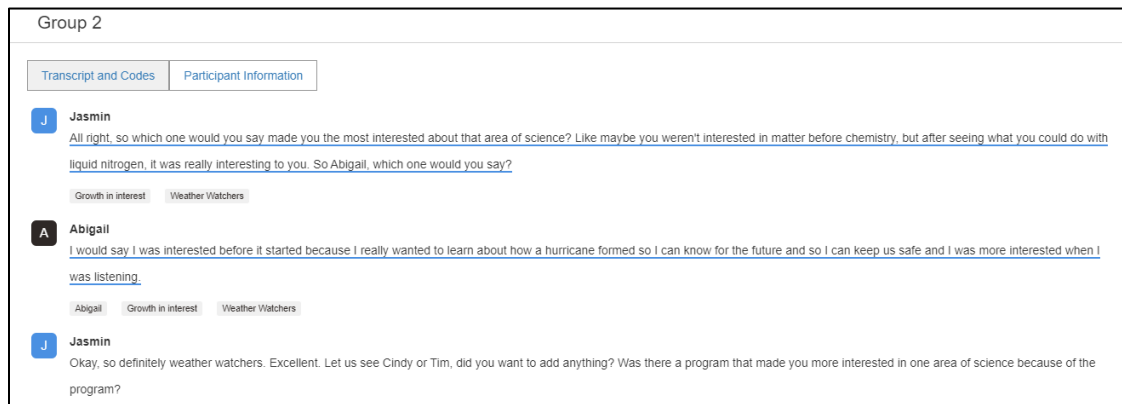 Group 2
Transcript and Codes Participant Information
J Jasmin
All right, so which one would you say made you the most interested about that area of science? Like maybe you weren't interested in matter before chemistry, but after seeing what you could do with
liquid nitrogen, it was really interesting to you. So Abigail, which one would you say?
Growth in interest Weather Watchers
A Abigail
I would say I was interested before it started because I really wanted to learn about how a hurricane formed so I can know for the future and so I can keep us safe and I was more interested when I
was listening.
Abigail Growth in interest Weather Watchers
J Jasmin
Okay, so definitely weather watchers. Excellent. Let us see Cindy or Tim, did you want to add anything? Was there a program that made you more interested in one area of science because of the
program?